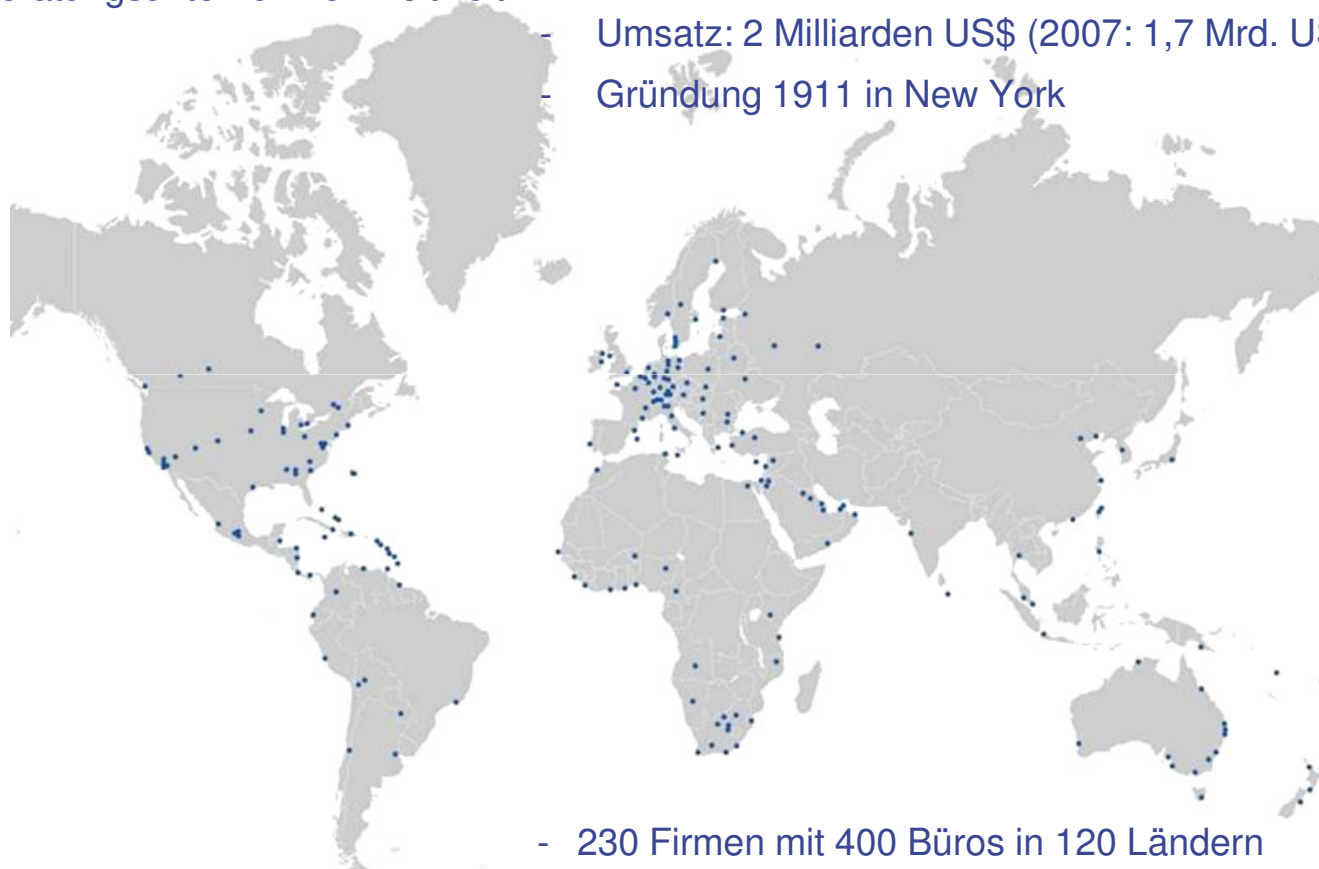 - Umsatz: 2 Milliarden US$ (2007: 1,7 Mrd.
- Gründung 1911 in New York
- 230 Firmen mit 400 Büros in 120 Ländern